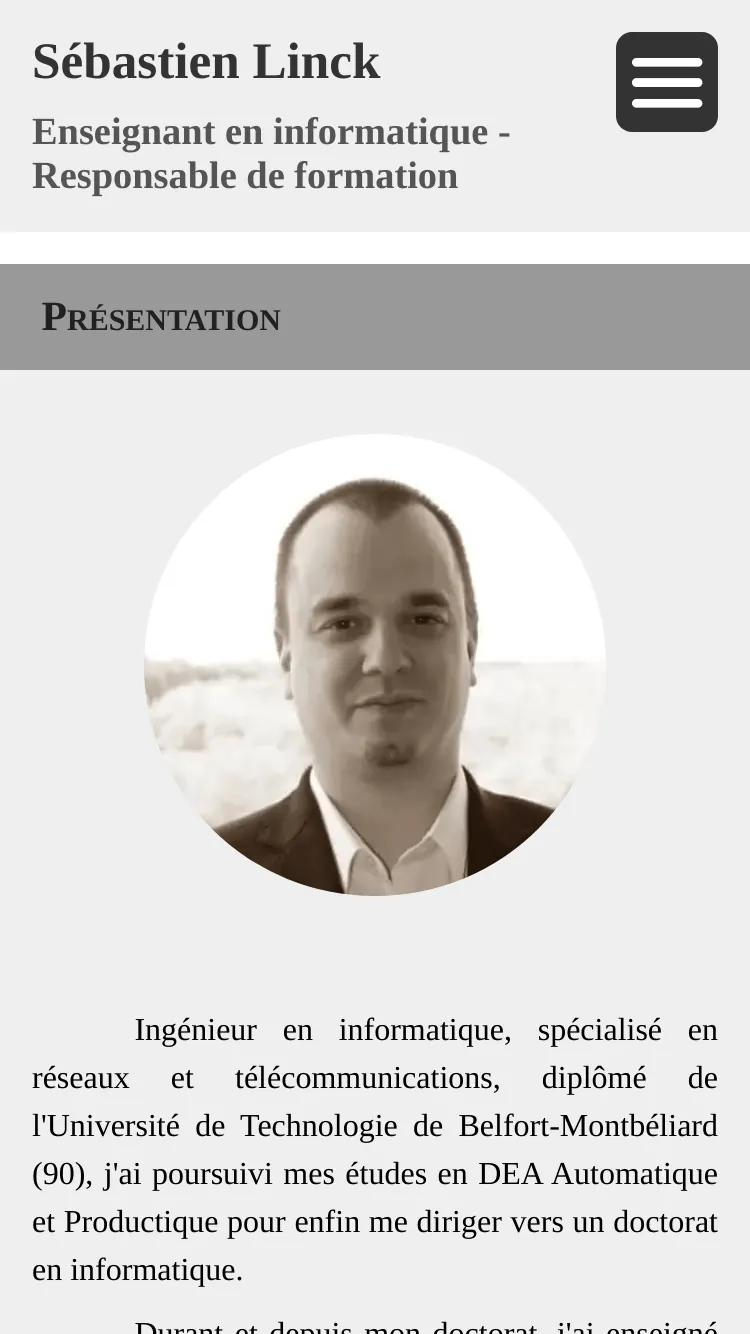 Sébastien Linck
Enseignant en informatique -
Responsable de formation
Présentation
Ingénieur en informatique, spécialisé en
réseaux et télécommunications, diplômé de
l'Université de Technologie de Belfort-Montbéliard
(90), j'ai poursuivi mes études en DEA Automatique
et Productique pour enfin me diriger vers un doctorat
en informatique.
Durant et depuis mon doctorat, j'ai enseigné